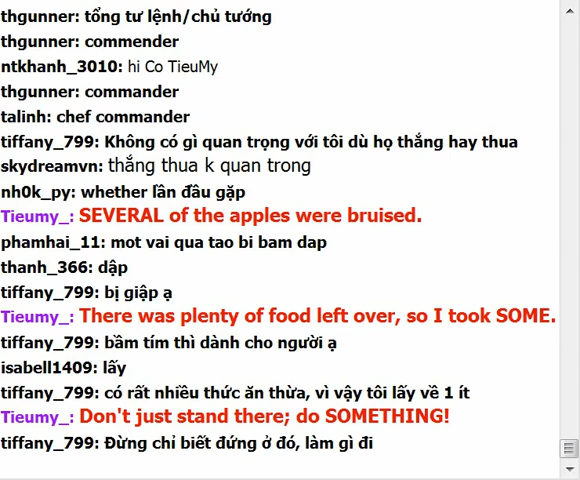 thgunner: tổng tư lệnh/chủ tướng
thgunner: commender
ntkhanh_3010: hi Co TieuMy
thgunner: commander
talinh: chef commander
tiffany_799: Không có gì quan trọng với tôi dù họ thắng hay thua
skydreamvn: thắng thua k quan trong
nh0k_py: whether lần đầu gặp
Tieumy_: SEVERAL of the apples were bruised.
phamhai_11: mot vai qua tao bi bam dap
thanh_366: dập
tiffany_799: bị giập ạ
Tieumy_: There was plenty of food left over, so I took SOME.
tiffany_799: bầm tím thì dành cho người ạ
isabell1409: lấy
tiffany_799: có rất nhiều thức ăn thừa, vì vậy tôi lấy về 1 ít
Tieumy_: Don't just stand there; do SOMETHING!
tiffany_799: Đừng chỉ biết đứng ở đó, làm gì đi